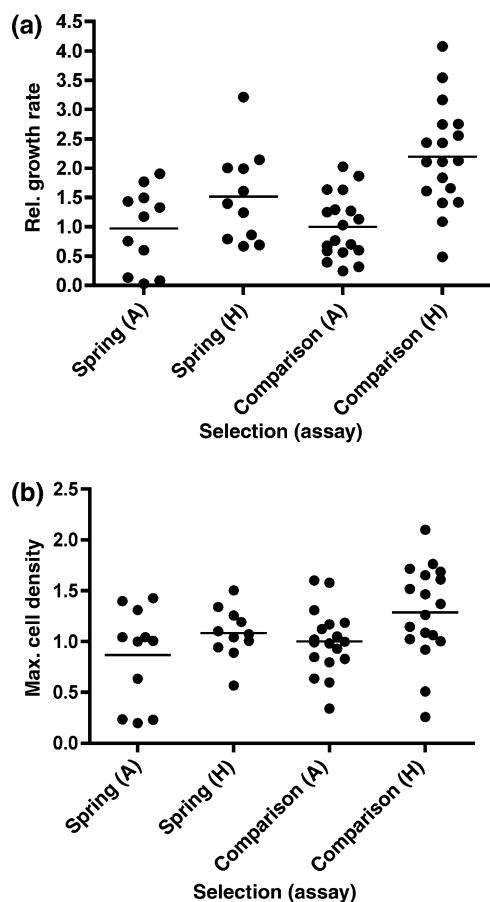 (a)
Rel. growth rate
4.5
4.0
3.5
3.0
2.5
2.0
1.5
1.0
0.5
0.0
Spring (A)
Spring (H)
Comparison (A)
Comparison (H)
Selection (assay)
(b)
Max. cell density
2.5
2.0
1.5
1.0
0.5
0.0
Spring (A)
Spring (H)
Comparison (A)
Comparison (H)
Selection (assay)